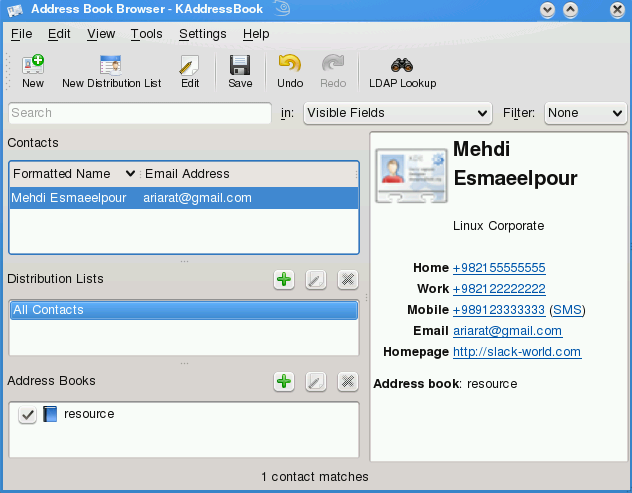 Address Book Browser - KAddressBook
File Edit View Tools Settings Help
New New Distribution List Edit Save Undo Redo LDAP Lookup
Search in: Visible Fields Filter: None
Contacts
Formatted Name Email Address
Mehdi Esmaeelpour ariarat@gmail.com
Distribution Lists
All Contacts
Address Books
resource
Mehdi
Esmaeelpour
Linux Corporate
Home +982155555555
Work +982122222222
Mobile +989123333333 (SMS)
Email ariarat@gmail.com
Homepage http://slack-world.com
Address book: resource
1 contact matches